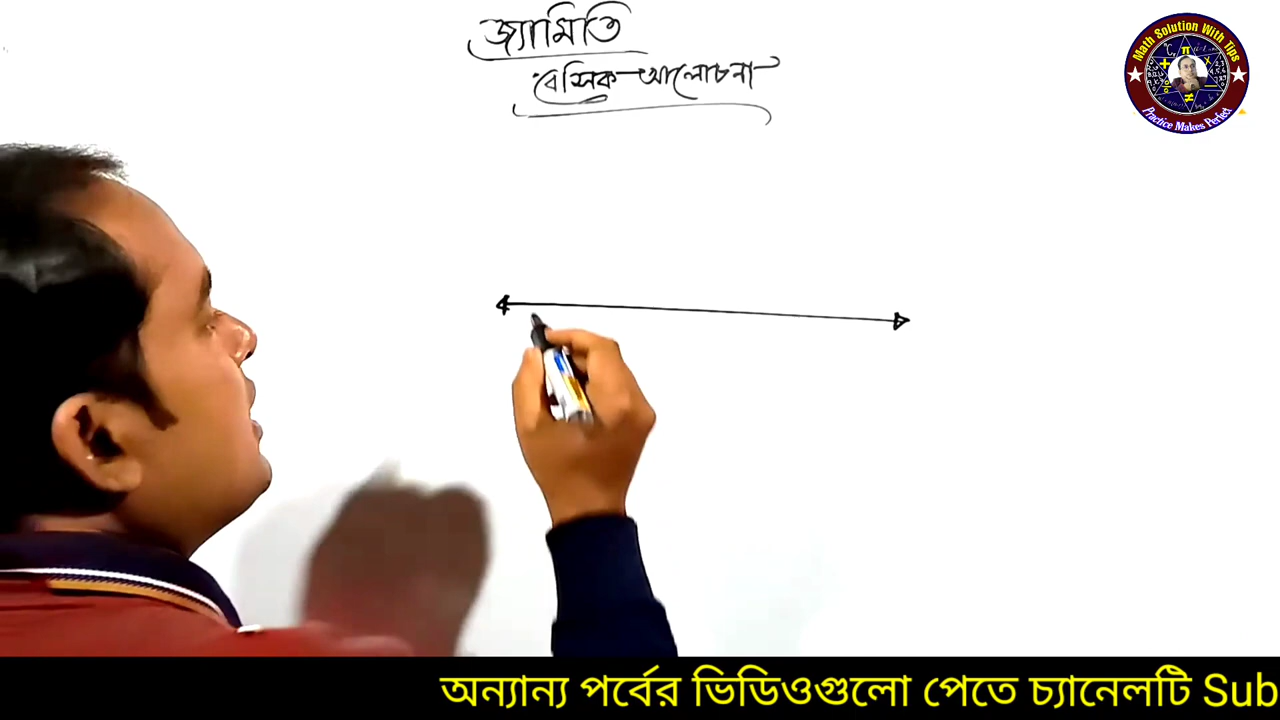 জ্যামিতি
বেসিক আলোচনা
Math Solution With Tips
Practice Makes Perfect
অন্যান্য পর্বের ভিডিওগুলো পেতে চ্যানেলটি Sub